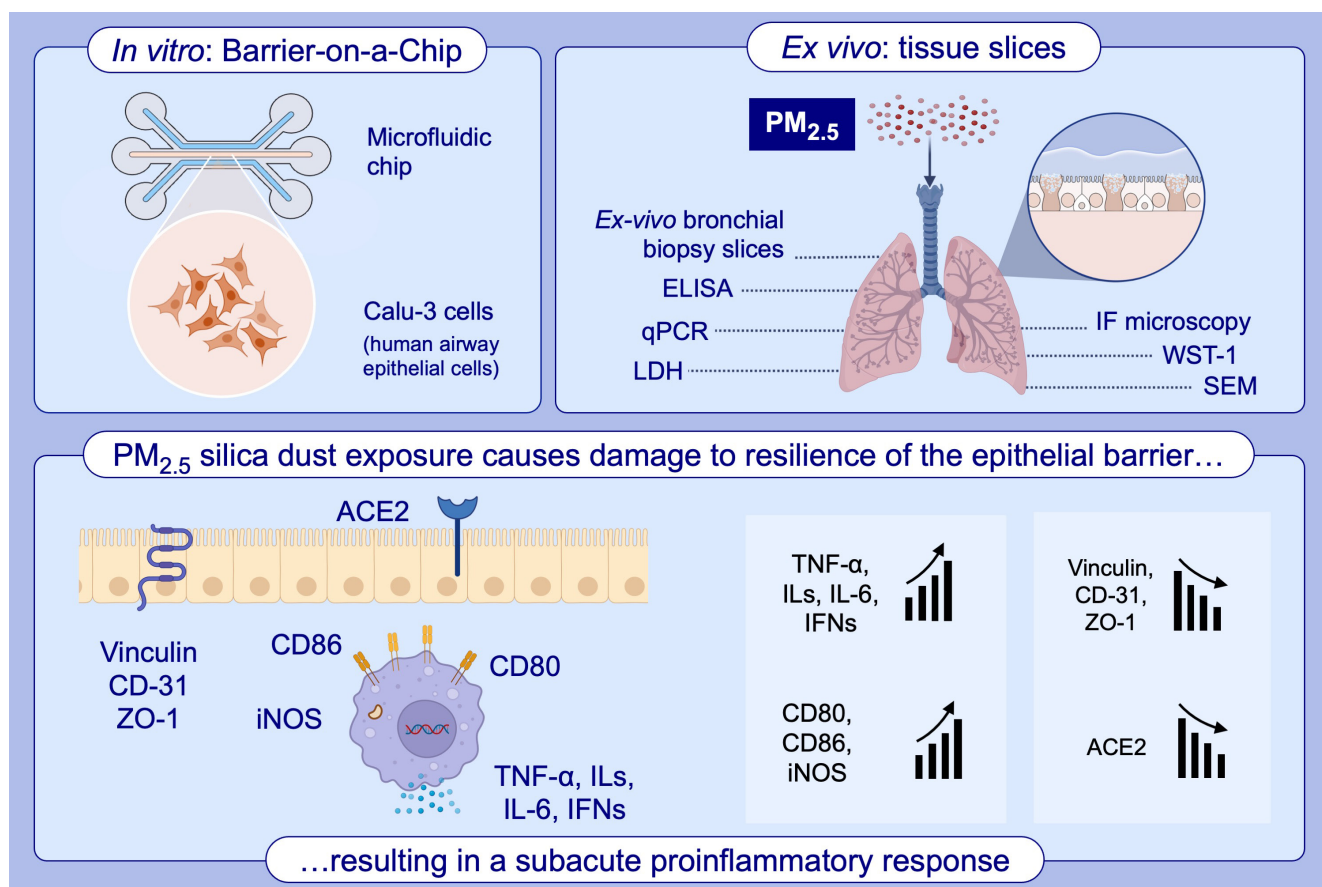 In vitro: Barrier-on-a-Chip
Microfluidic
chip
Calu-3 cells
(human airway
epithelial cells)
Ex vivo: tissue slices
PM2.5
Ex-vivo bronchial
biopsy slices
ELISA
qPCR
LDH
IF microscopy
WST-1
SEM
PM2.5 silica dust exposure causes damage to resilience of the epithelial barrier…
ACE2
Vinculin
CD-31
ZO-1
CD86
CD80
iNOS
TNF-α, ILs,
IL-6, IFNs
TNF-α,
ILs, IL-6,
IFNs
Vinculin,
CD-31,
ZO-1
CD80,
CD86,
iNOS
ACE2
…resulting in a subacute proinflammatory response